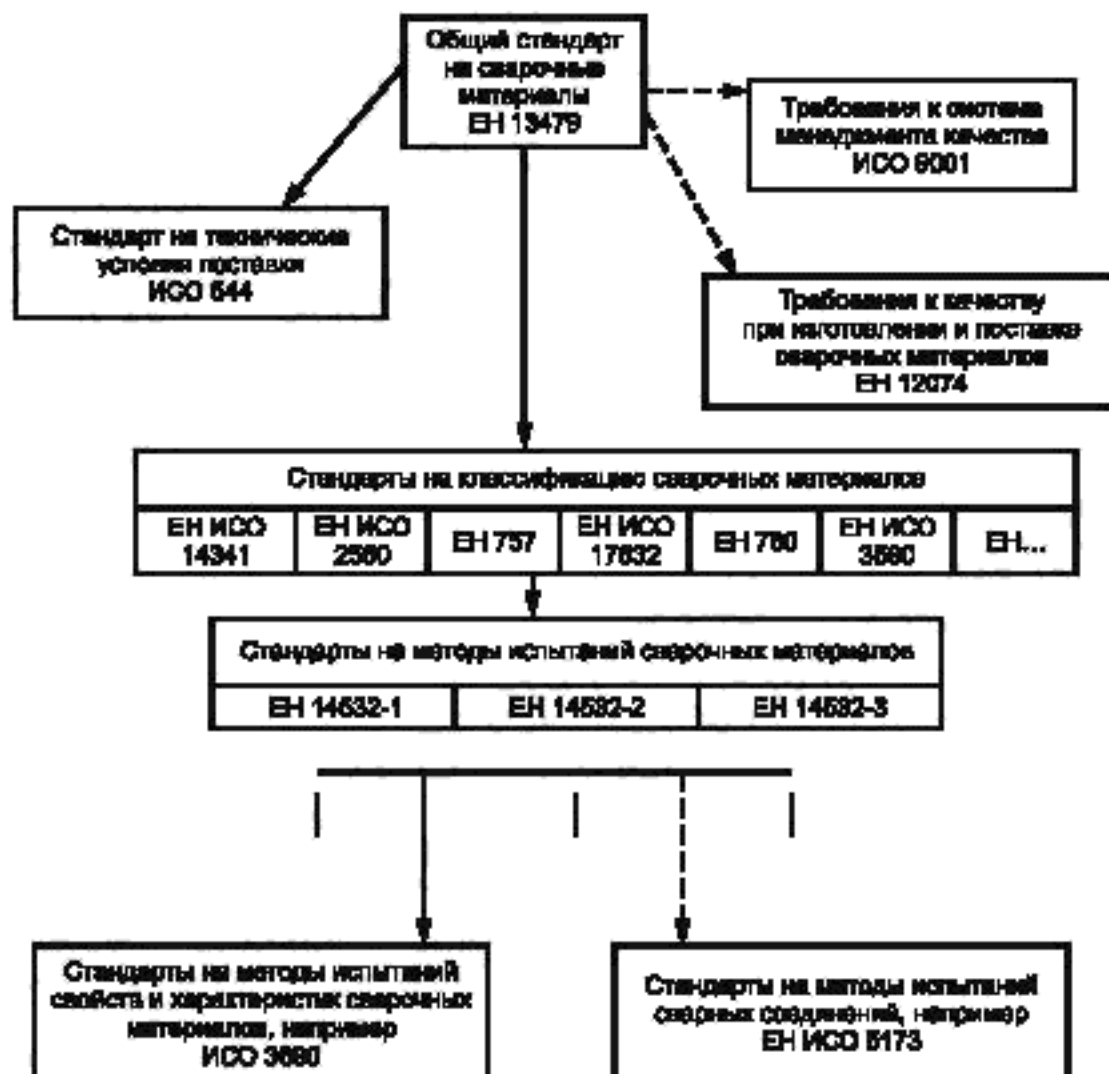 Общий стандарт
на сварочные
материалы
ЕН 13479
Требования к система
менеджмента качества
ИСО 9001
Стандарт на технические
условия поставки
ИСО 544
Требования к качеству
при изготовлении и поставке
сварочных материалов
ЕН 12074
Стандарты на классификацию сварочных материалов
ЕН ИСО
14341
ЕН ИСО
2560
ЕН 757
ЕН ИСО
17632
ЕН 760
ЕН ИСО
3580
ЕН...
Стандарты на методы испытаний сварочных материалов
ЕН 14532-1
ЕН 14532-2
ЕН 14532-3
Стандарты на методы испытаний
свойств и характеристик сварочных
материалов, например
ИСО 3690
Стандарты на методы испытаний
сварных соединений, например
ЕН ИСО 5173